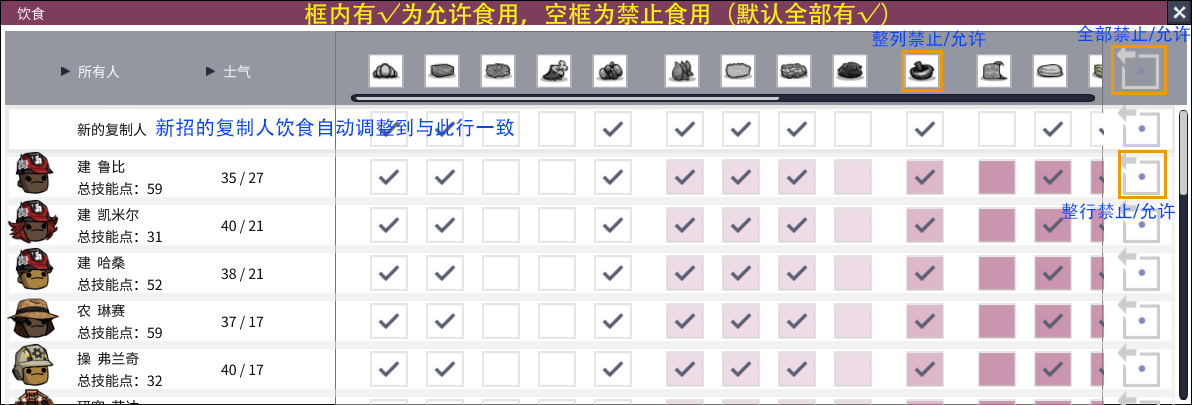 饮食
框内有√为允许食用，空框为禁止食用（默认全部有√）
整列禁止/允许
全部禁止/允许
所有人
士气
新的复制人
新招的复制人饮食自动调整到与此行一致
建 鲁比
总技能点：59
35 / 27
整行禁止/允许
建 凯米尔
总技能点：31
40 / 21
建 哈桑
总技能点：52
38 / 21
农 琳赛
总技能点：59
37 / 17
操 弗兰奇
总技能点：32
40 / 17